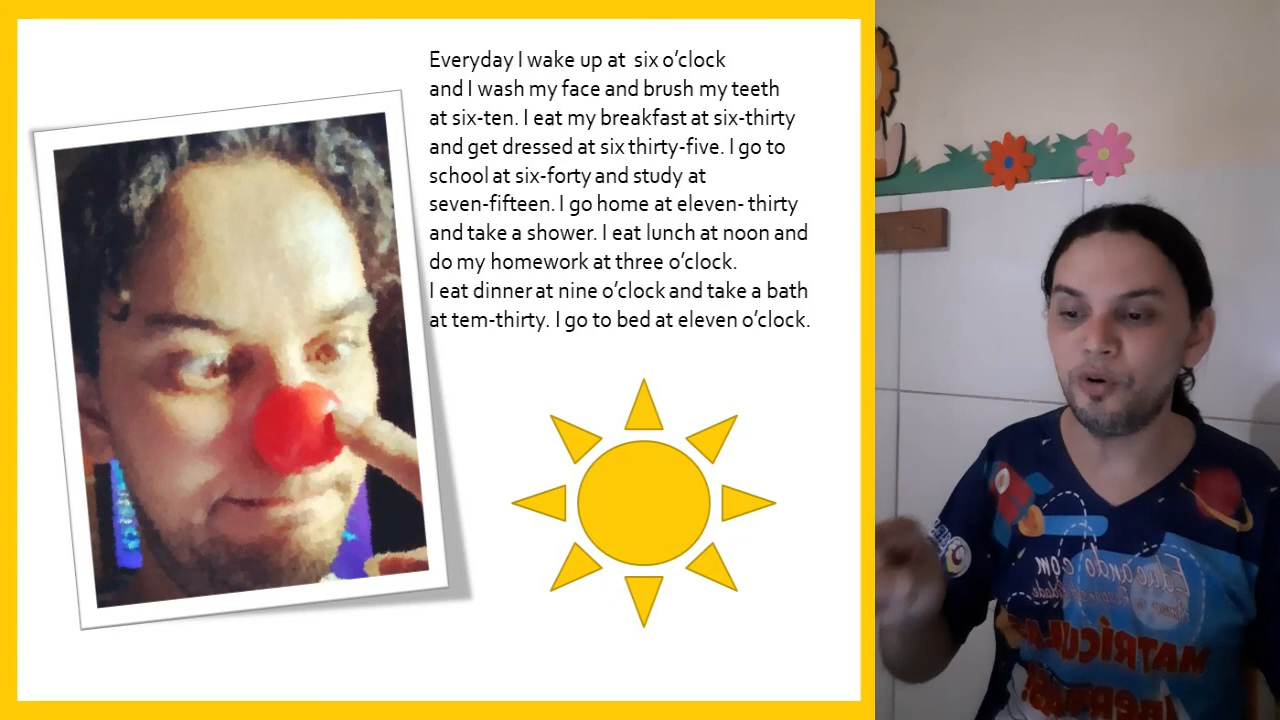 Everyday I wake up at six o’clock
and I wash my face and brush my teeth
at six-ten. I eat my breakfast at six-thirty
and get dressed at six thirty-five. I go to
school at six-forty and study at
seven-fifteen. I go home at eleven- thirty
and take a shower. I eat lunch at noon and
do my homework at three o’clock.
I eat dinner at nine o’clock and take a bath
at tem-thirty. I go to bed at eleven o’clock.
Educando com
MATRÍCULA